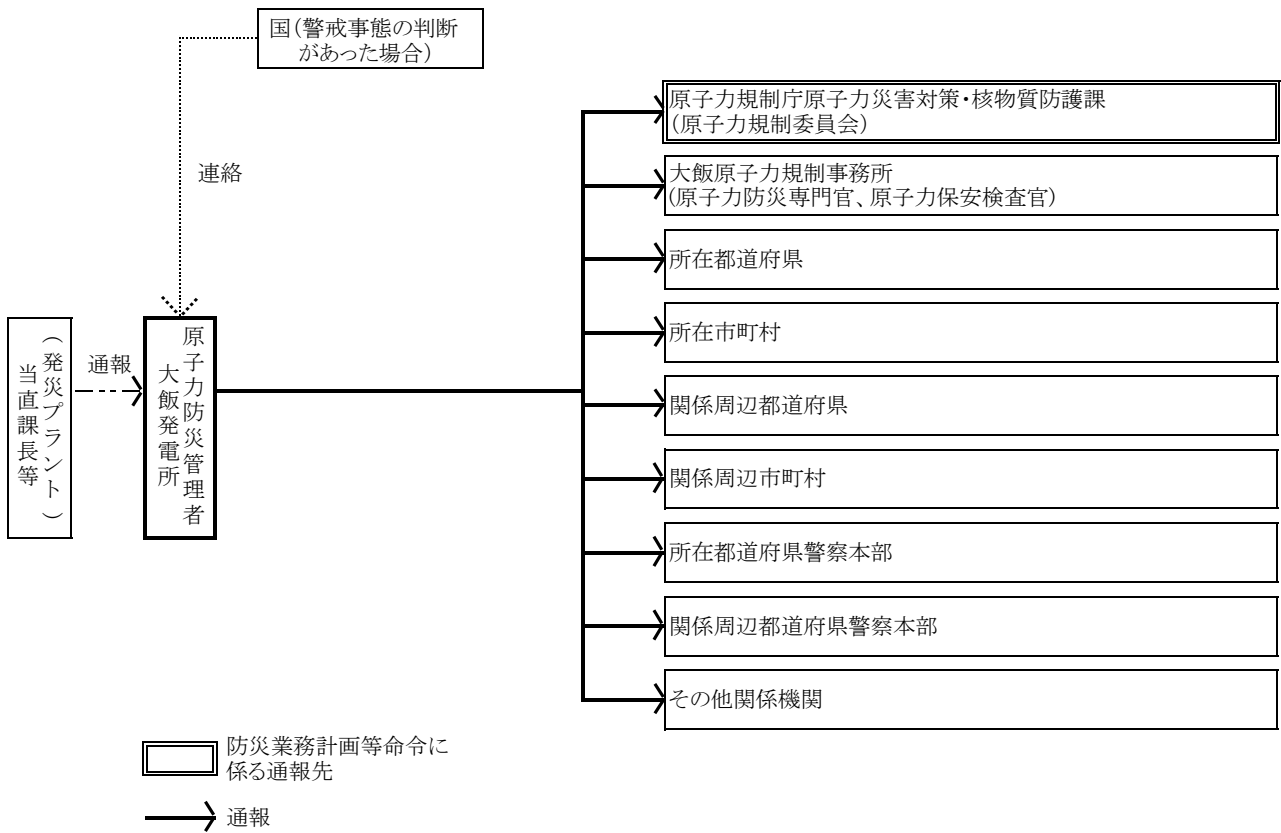 国（警戒事態の判断
があった場合）
連絡
（発災プラント）
当直課長等
通報
原子力防災管理者
大飯発電所
原子力規制庁原子力災害対策・核物質防護課
（原子力規制委員会）
大飯原子力規制事務所
（原子力防災専門官、原子力保安検査官）
所在都道府県
所在市町村
関係周辺都道府県
関係周辺市町村
所在都道府県警察本部
関係周辺都道府県警察本部
その他関係機関
防災業務計画等命令に
係る通報先
通報